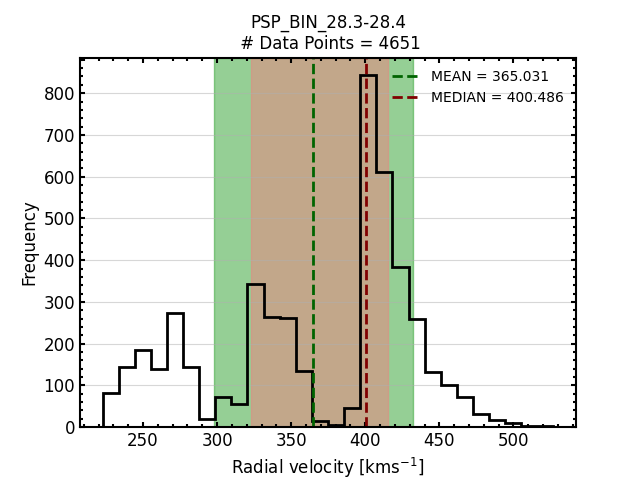 PSP_BIN_28.3-28.4
# Data Points = 4651
MEAN = 365.031
MEDIAN = 400.486
800
700
600
500
400
300
200
100
0
Frequency
250 300 350 400 450 500
Radial velocity [kms⁻¹]